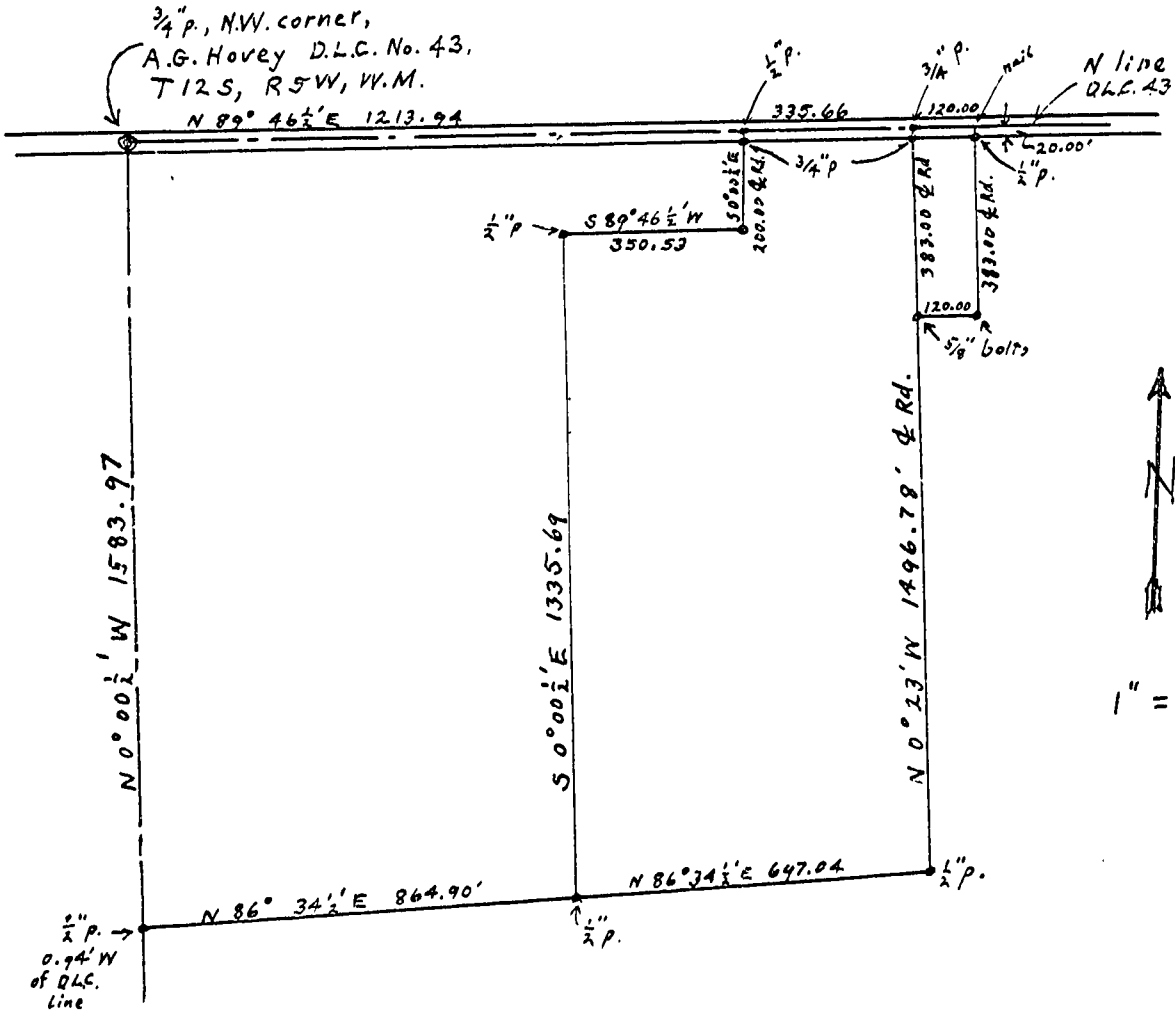 3/4" p., N.W. corner,
A.G. Hovey D.L.C. No. 43,
T 12 S, R 5 W, W.M.
N 89° 46½' E 1213.94
½" p.
335.66
3/4" p.
120.00
nail
N line
D.L.C. 43
20.00'
½" p.
3/4" p
S 0° 00½' E
200.00 ℄ Rd.
½" p
S 89° 46½' W
350.53
383.00 ℄ Rd.
383.00 ℄ Rd.
120.00
5/8" bolts
N 0° 00½' W 1583.97
S 0° 00½' E 1335.69
N 0° 23' W 1496.78' ℄ Rd.
N
1" =
N 86° 34½' E 864.90'
N 86° 34½' E 647.04
½" p.
½" p.
½" p.
0.94' W
of D.L.C.
line